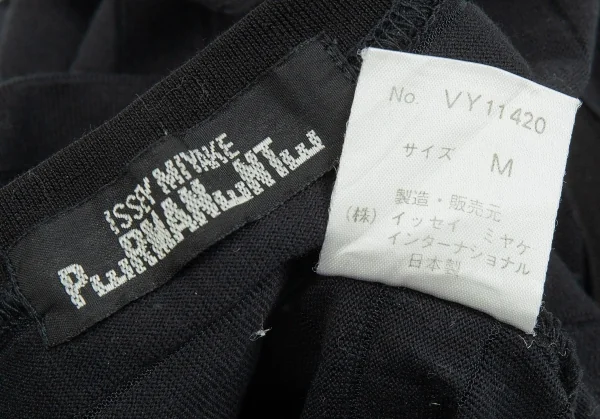 ISSEY MIYAKE
PERMANENTE
No. VY11420
サイズ M
製造・販売元
(株) イッセイ ミヤケ
インターナショナル
日本製